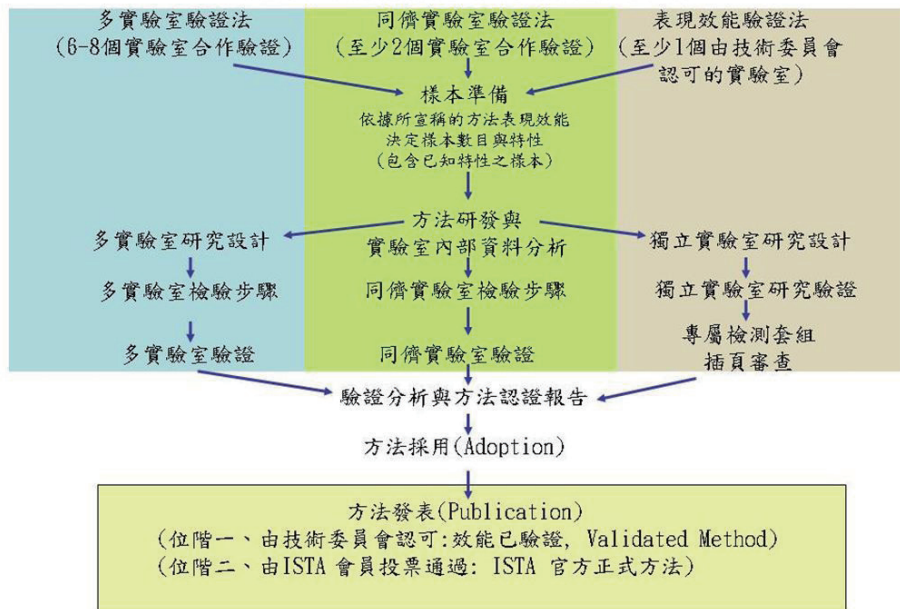 多實驗室驗證法
(6-8個實驗室合作驗證)
同儕實驗室驗證法
(至少2個實驗室合作驗證)
表現效能驗證法
(至少1個由技術委員會
認可的實驗室)
樣本準備
依據所宣稱的方法表現效能
決定樣本數目與特性
(包含已知特性之樣本)
方法研發與
實驗室內部資料分析
多實驗室研究設計
多實驗室檢驗步驟
多實驗室驗證
同儕實驗室檢驗步驟
同儕實驗室驗證
獨立實驗室研究設計
獨立實驗室研究驗證
專屬檢測套組
插頁審查
驗證分析與方法認證報告
方法採用(Adoption)
方法發表(Publication)
(位階一、由技術委員會認可:效能已驗證, Validated Method)
(位階二、由ISTA 會員投票通過: ISTA 官方正式方法)